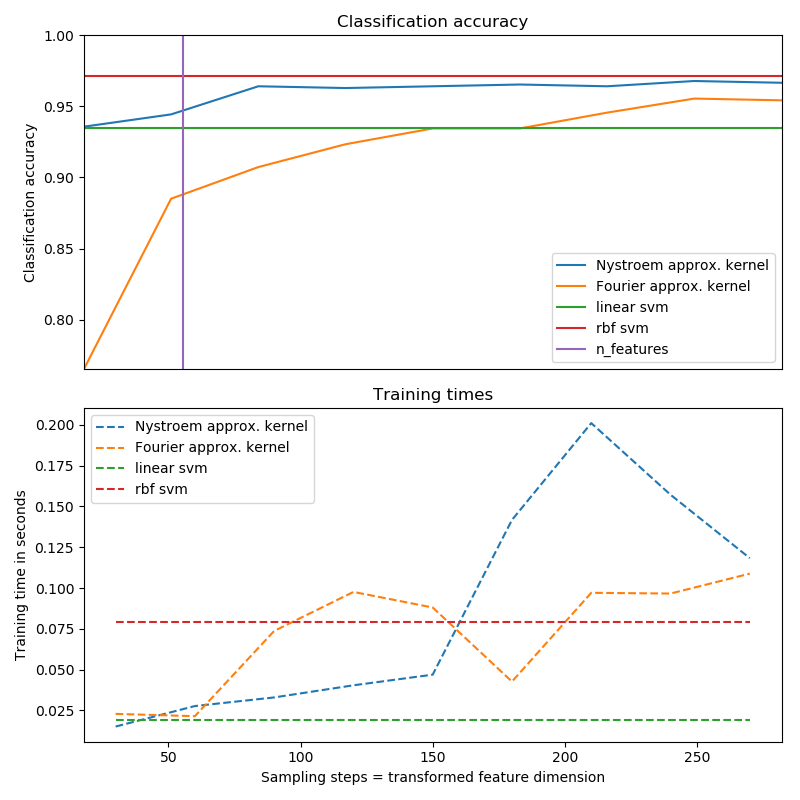 Classification accuracy
1.00
0.95
0.90
0.85
0.80
Classification accuracy
Nystroem approx. kernel
Fourier approx. kernel
linear svm
rbf svm
n_features
Training times
0.200
0.175
0.150
0.125
0.100
0.075
0.050
0.025
Training time in seconds
Nystroem approx. kernel
Fourier approx. kernel
linear svm
rbf svm
50 100 150 200 250
Sampling steps = transformed feature dimension